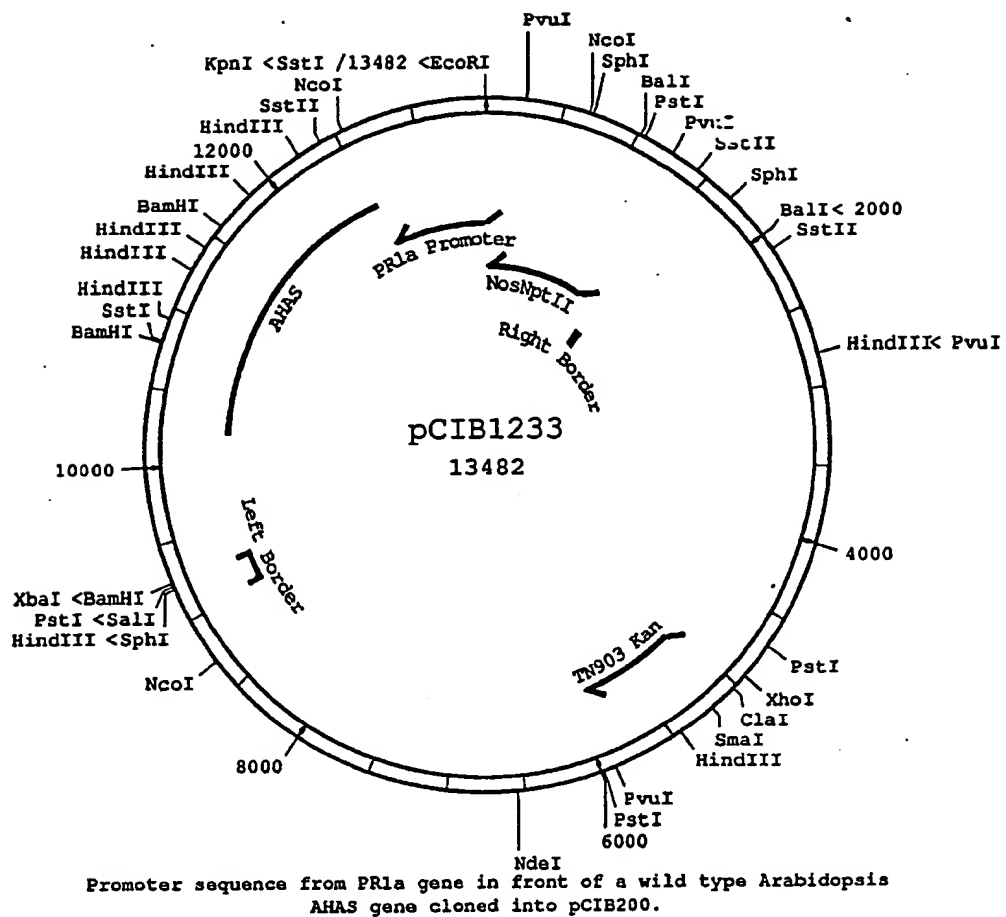 PvuI
KpnI <SstI /13482 <EcoRI
NcoI
SphI
NcoI
BalI
SstII
PstI
HindIII
12000
SstII
HindIII
SphI
BamHI
BalI< 2000
HindIII
SstII
HindIII
PR1a Promoter
HindIII
NosNptII
SstI
AHAS
BamHI
Right Border
HindIII< PvuI
pCIB1233
13482
10000
Left Border
4000
XbaI <BamHI
PstI <SalI
HindIII <SphI
TN903 Kan
PstI
NcoI
XhoI
ClaI
SmaI
HindIII
8000
PvuI
PstI
6000
NdeI
Promoter sequence from PR1a gene in front of a wild type Arabidopsis
AHAS gene cloned into pCIB200.